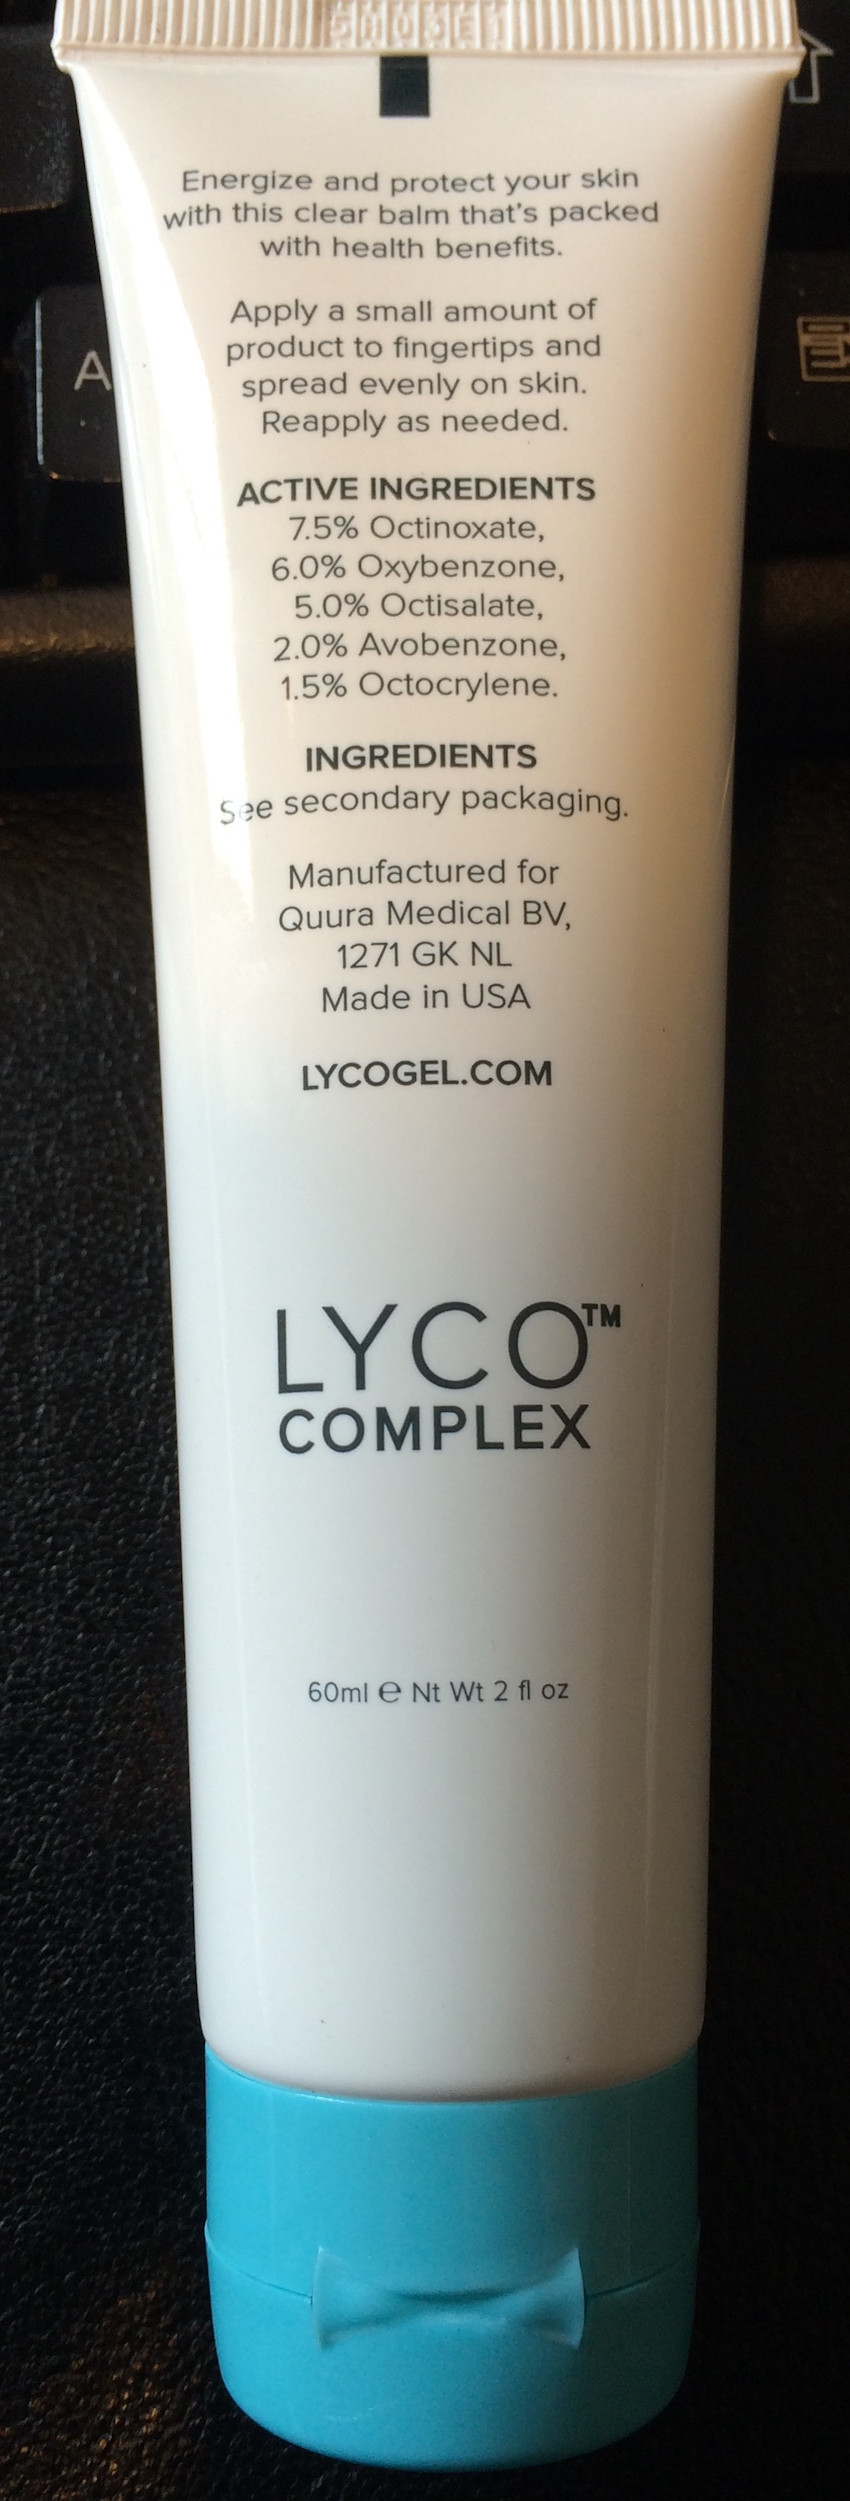 Energize and protect your skin
with this clear balm that's packed
with health benefits.
Apply a small amount of
product to fingertips and
spread evenly on skin.
Reapply as needed.
ACTIVE INGREDIENTS
7.5% Octinoxate,
6.0% Oxybenzone,
5.0% Octisalate,
2.0% Avobenzone,
1.5% Octocrylene.
INGREDIENTS
See secondary packaging.
Manufactured for
Quura Medical BV,
1271 GK NL
Made in USA
LYCOGEL.COM
LYCO™
COMPLEX
60ml ℮ Nt Wt 2 fl oz
A